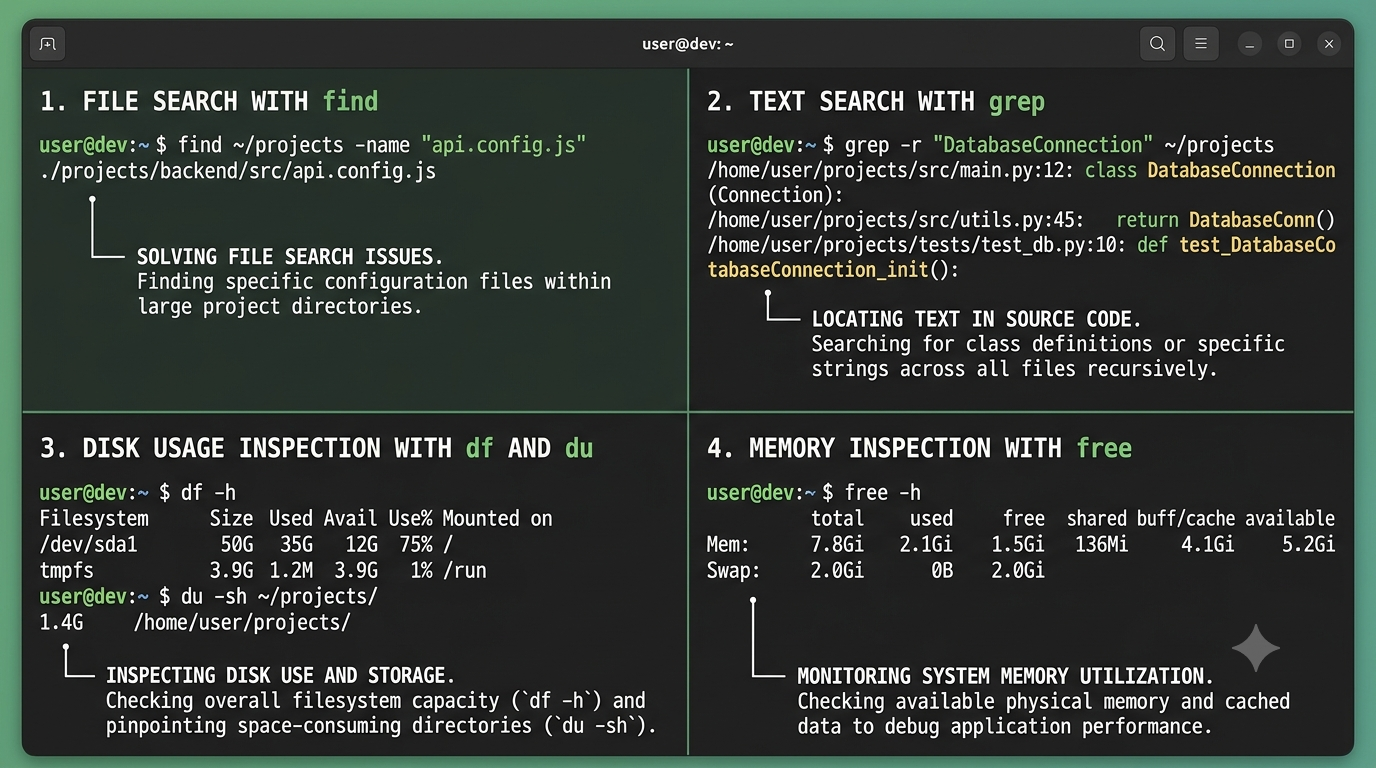 user@dev: ~
1. FILE SEARCH WITH find
user@dev:~ $ find ~/projects -name "api.config.js"
./projects/backend/src/api.config.js
SOLVING FILE SEARCH ISSUES.
Finding specific configuration files within
large project directories.
2. TEXT SEARCH WITH grep
user@dev:~ $ grep -r "DatabaseConnection" ~/projects
/home/user/projects/src/main.py:12: class DatabaseConnection
(Connection):
/home/user/projects/src/utils.py:45:   return DatabaseConn()
/home/user/projects/tests/test_db.py:10: def test_DatabaseCo
tabaseConnection_init():
LOCATING TEXT IN SOURCE CODE.
Searching for class definitions or specific
strings across all files recursively.
3. DISK USAGE INSPECTION WITH df AND du
user@dev:~ $ df -h
Filesystem      Size  Used Avail Use% Mounted on
/dev/sda1        50G   35G   12G  75% /
tmpfs           3.9G  1.2M  3.9G   1% /run
user@dev:~ $ du -sh ~/projects/
1.4G    /home/user/projects/
INSPECTING DISK USE AND STORAGE.
Checking overall filesystem capacity (`df -h`) and
pinpointing space-consuming directories (`du -sh`).
4. MEMORY INSPECTION WITH free
user@dev:~ $ free -h
total    used    free  shared buff/cache available
Mem:    7.8Gi   2.1Gi   1.5Gi   136Mi    4.1Gi    5.2Gi
Swap:   2.0Gi      0B   2.0Gi
MONITORING SYSTEM MEMORY UTILIZATION.
Checking available physical memory and cached
data to debug application performance.